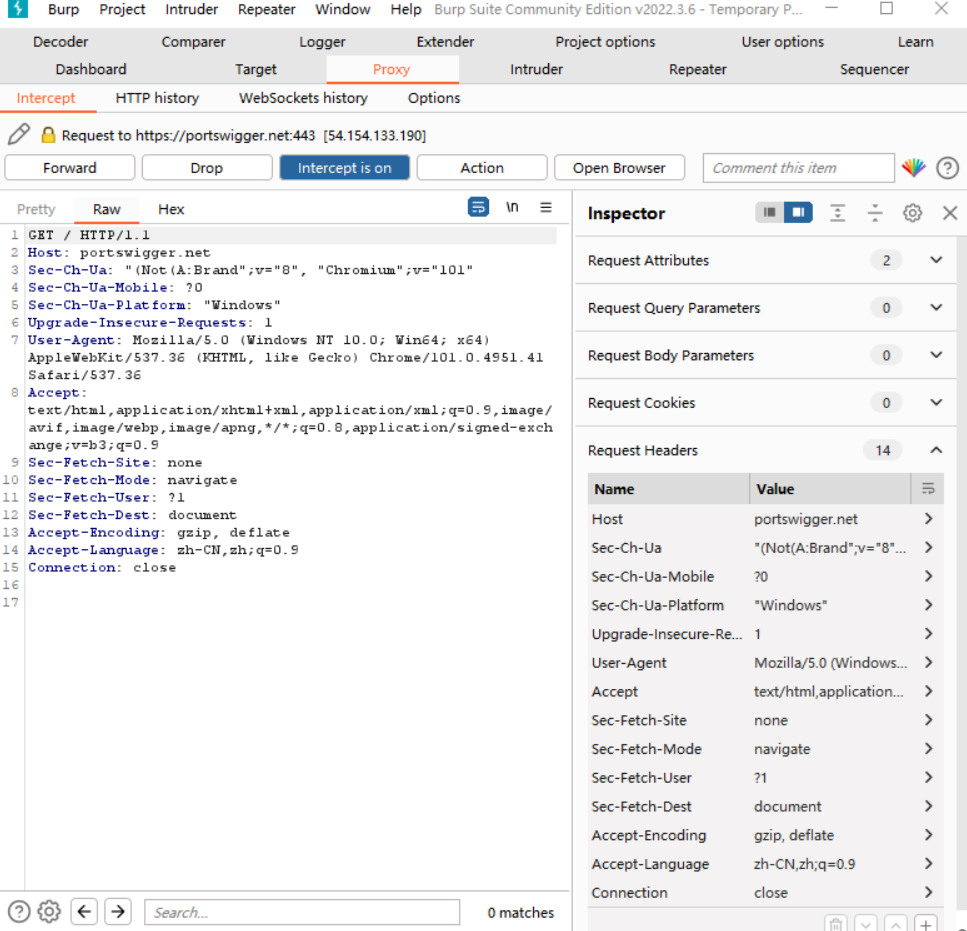 Burp Project Intruder Repeater Window Help Burp Suite Community Edition v2022.3.6 - Temporary P...
Decoder Comparer Logger Extender Project options User options Learn
Dashboard Target Proxy Intruder Repeater Sequencer
Intercept HTTP history WebSockets history Options
Request to https://portswigger.net:443 [54.154.133.190]
Forward Drop Intercept is on Action Open Browser Comment this item
Pretty Raw Hex \n
1 GET / HTTP/1.1
2 Host: portswigger.net
3 Sec-Ch-Ua: "(Not(A:Brand";v="8", "Chromium";v="101"
4 Sec-Ch-Ua-Mobile: ?0
5 Sec-Ch-Ua-Platform: "Windows"
6 Upgrade-Insecure-Requests: 1
7 User-Agent: Mozilla/5.0 (Windows NT 10.0; Win64; x64)
AppleWebKit/537.36 (KHTML, like Gecko) Chrome/101.0.4951.41
Safari/537.36
8 Accept:
text/html,application/xhtml+xml,application/xml;q=0.9,image/
avif,image/webp,image/apng,*/*;q=0.8,application/signed-exch
ange;v=b3;q=0.9
9 Sec-Fetch-Site: none
10 Sec-Fetch-Mode: navigate
11 Sec-Fetch-User: ?1
12 Sec-Fetch-Dest: document
13 Accept-Encoding: gzip, deflate
14 Accept-Language: zh-CN,zh;q=0.9
15 Connection: close
16
17
Search... 0 matches
Inspector
Request Attributes 2
Request Query Parameters 0
Request Body Parameters 0
Request Cookies 0
Request Headers 14
Name Value
Host portswigger.net
Sec-Ch-Ua "(Not(A:Brand";v="8"...
Sec-Ch-Ua-Mobile ?0
Sec-Ch-Ua-Platform "Windows"
Upgrade-Insecure-Re... 1
User-Agent Mozilla/5.0 (Windows...
Accept text/html,application...
Sec-Fetch-Site none
Sec-Fetch-Mode navigate
Sec-Fetch-User ?1
Sec-Fetch-Dest document
Accept-Encoding gzip, deflate
Accept-Language zh-CN,zh;q=0.9
Connection close